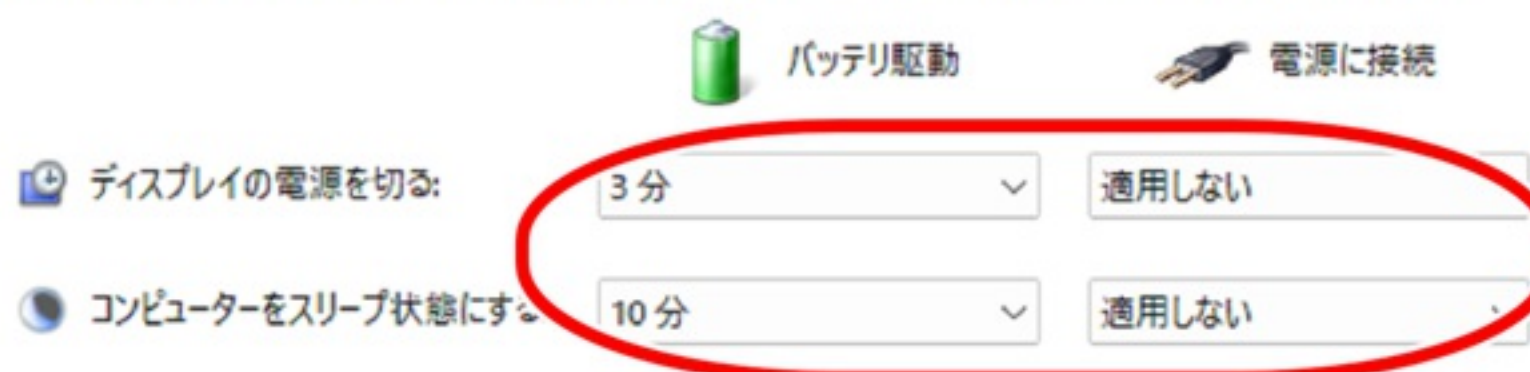 バッテリ駆動 電源に接続
ディスプレイの電源を切る: 3 分 適用しない
コンピューターをスリープ状態にする 10 分 適用しない